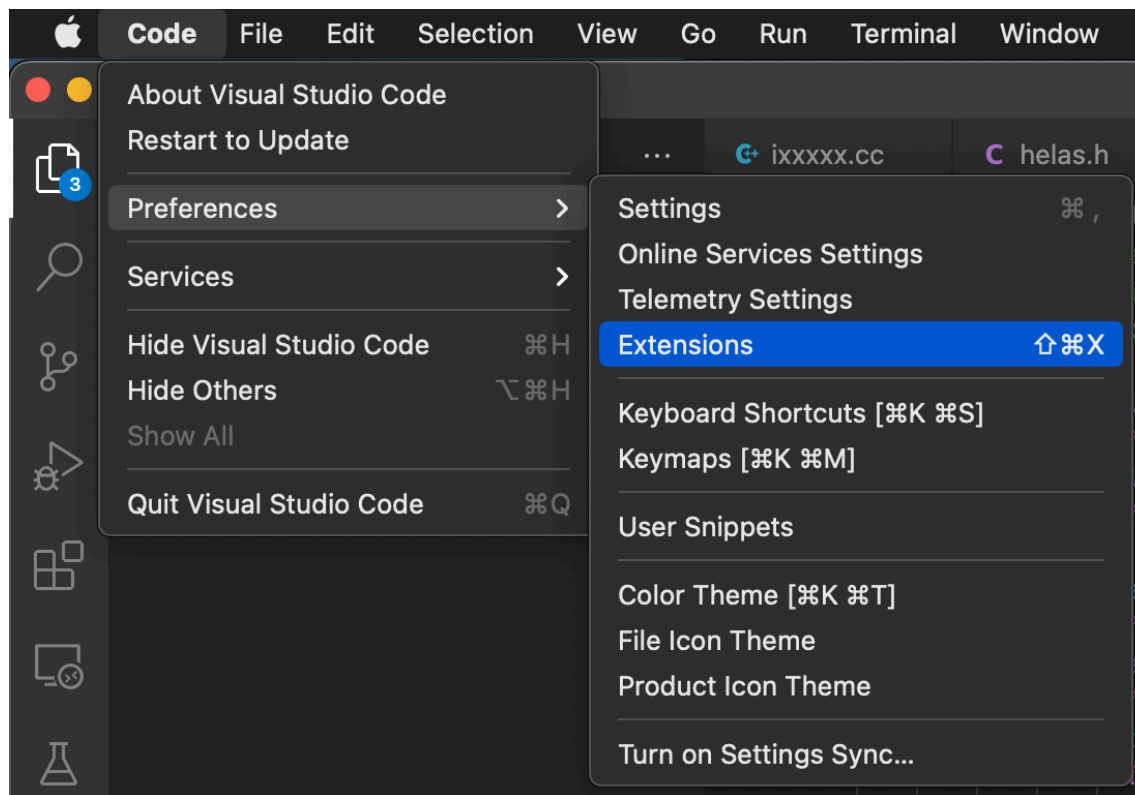 Code File Edit Selection View Go Run Terminal Window
About Visual Studio Code
Restart to Update
Preferences
Services
Hide Visual Studio Code ⌘H
Hide Others ⌥⌘H
Show All
Quit Visual Studio Code ⌘Q
3
... ixxxxx.cc C helas.h
Settings ⌘ ,
Online Services Settings
Telemetry Settings
Extensions ⇧⌘X
Keyboard Shortcuts [⌘K ⌘S]
Keymaps [⌘K ⌘M]
User Snippets
Color Theme [⌘K ⌘T]
File Icon Theme
Product Icon Theme
Turn on Settings Sync...